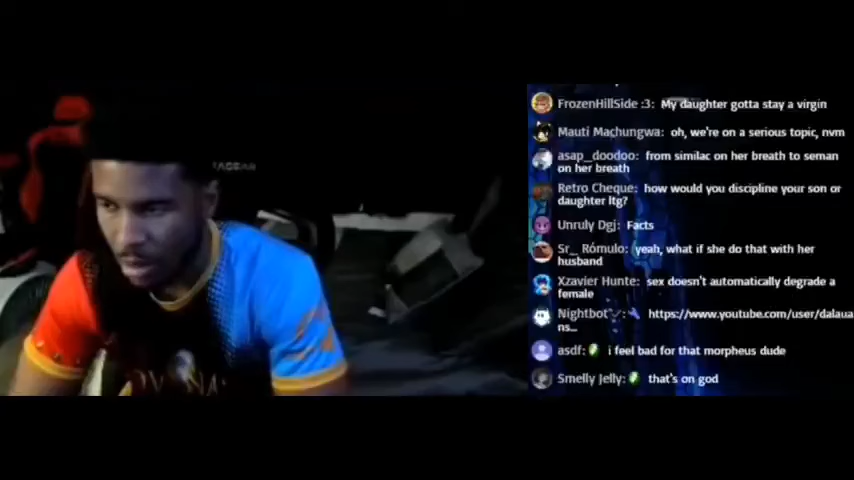 FrozenHillSide :3: My daughter gotta stay a virgin
Mauti Machungwa: oh, we're on a serious topic, nvm
asap_doodoo: from similac on her breath to seman
on her breath
Retro Cheque: how would you discipline your son or
daughter ltg?
Unruly Dgj: Facts
Sr_ Rómulo: yeah, what if she do that with her
husband
Xzavier Hunte: sex doesn't automatically degrade a
female
Nightbot: https://www.youtube.com/user/dalaua
ns...
asdf: i feel bad for that morpheus dude
Smelly Jelly: that's on god